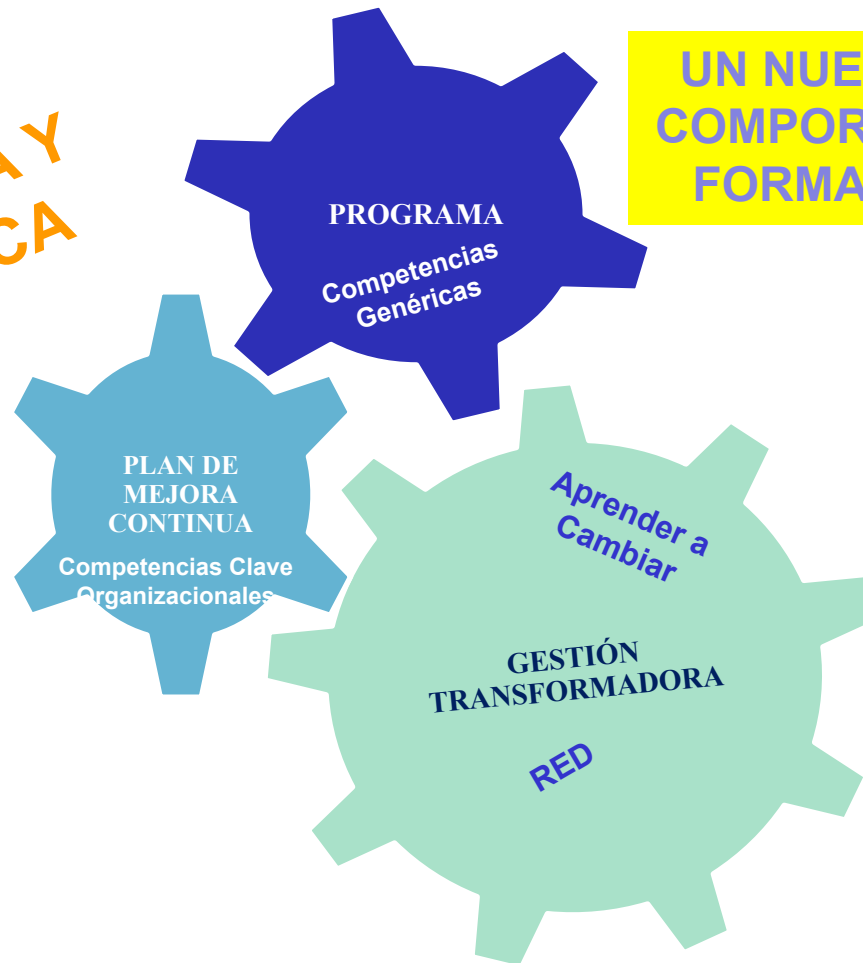 UN NUE
COMPOR
FORMA
A Y
CA
PROGRAMA
Competencias
Genéricas
PLAN DE
MEJORA
CONTINUA
Competencias Clave
Organizacionales
Aprender a
Cambiar
GESTIÓN
TRANSFORMADORA
RED